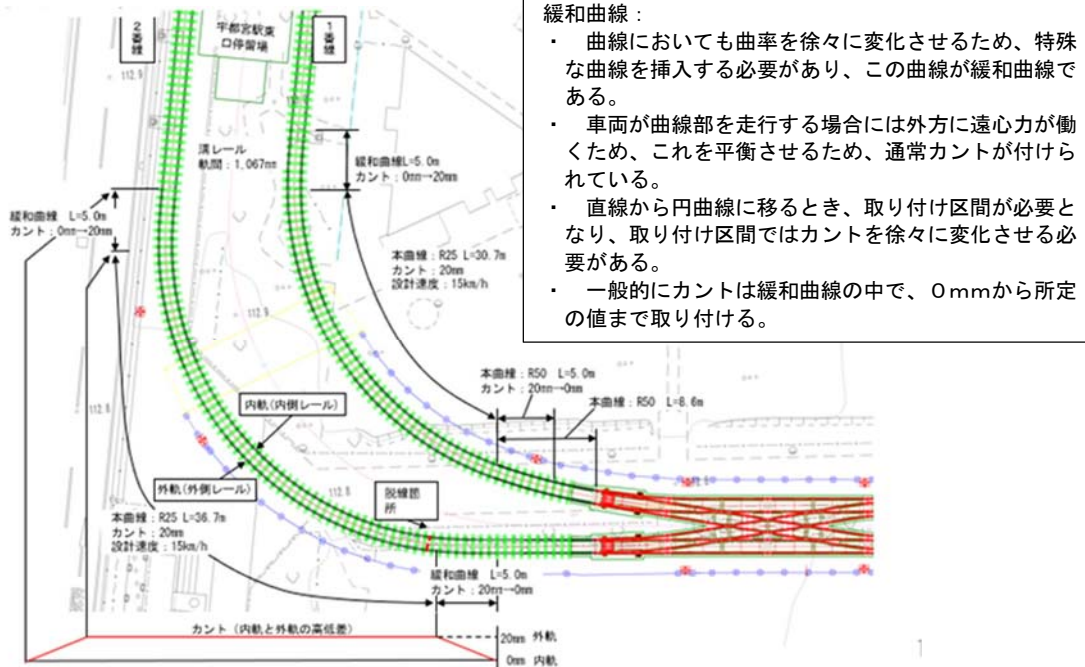 2番線
宇都宮駅東
口停留場
1番線
緩和曲線：
・　曲線においても曲率を徐々に変化させるため、特殊
な曲線を挿入する必要があり、この曲線が緩和曲線で
ある。
・　車両が曲線部を走行する場合には外方に遠心力が働
くため、これを平衡させるため、通常カントが付けら
れている。
・　直線から円曲線に移るとき、取り付け区間が必要と
なり、取り付け区間ではカントを徐々に変化させる必
要がある。
・　一般的にカントは緩和曲線の中で、０ｍｍから所定
の値まで取り付ける。
112.9
溝レール
軌間：1,067mm
緩和曲線L=5.0m
カント：0mm→20mm
緩和曲線 L=5.0m
カント：0mm→20mm
本曲線：R25 L=30.7m
カント：20mm
設計速度：15km/h
112.9
112.8
本曲線：R50 L=5.0m
カント：20mm→0mm
本曲線：R50 L=8.6m
内軌(内側レール)
外軌(外側レール)
112.8
脱線箇
所
本曲線：R25 L=36.7m
カント：20mm
設計速度：15km/h
緩和曲線 L=5.0m
カント：20mm→0mm
カント（内軌と外軌の高低差）
20mm 外軌
0mm 内軌
1